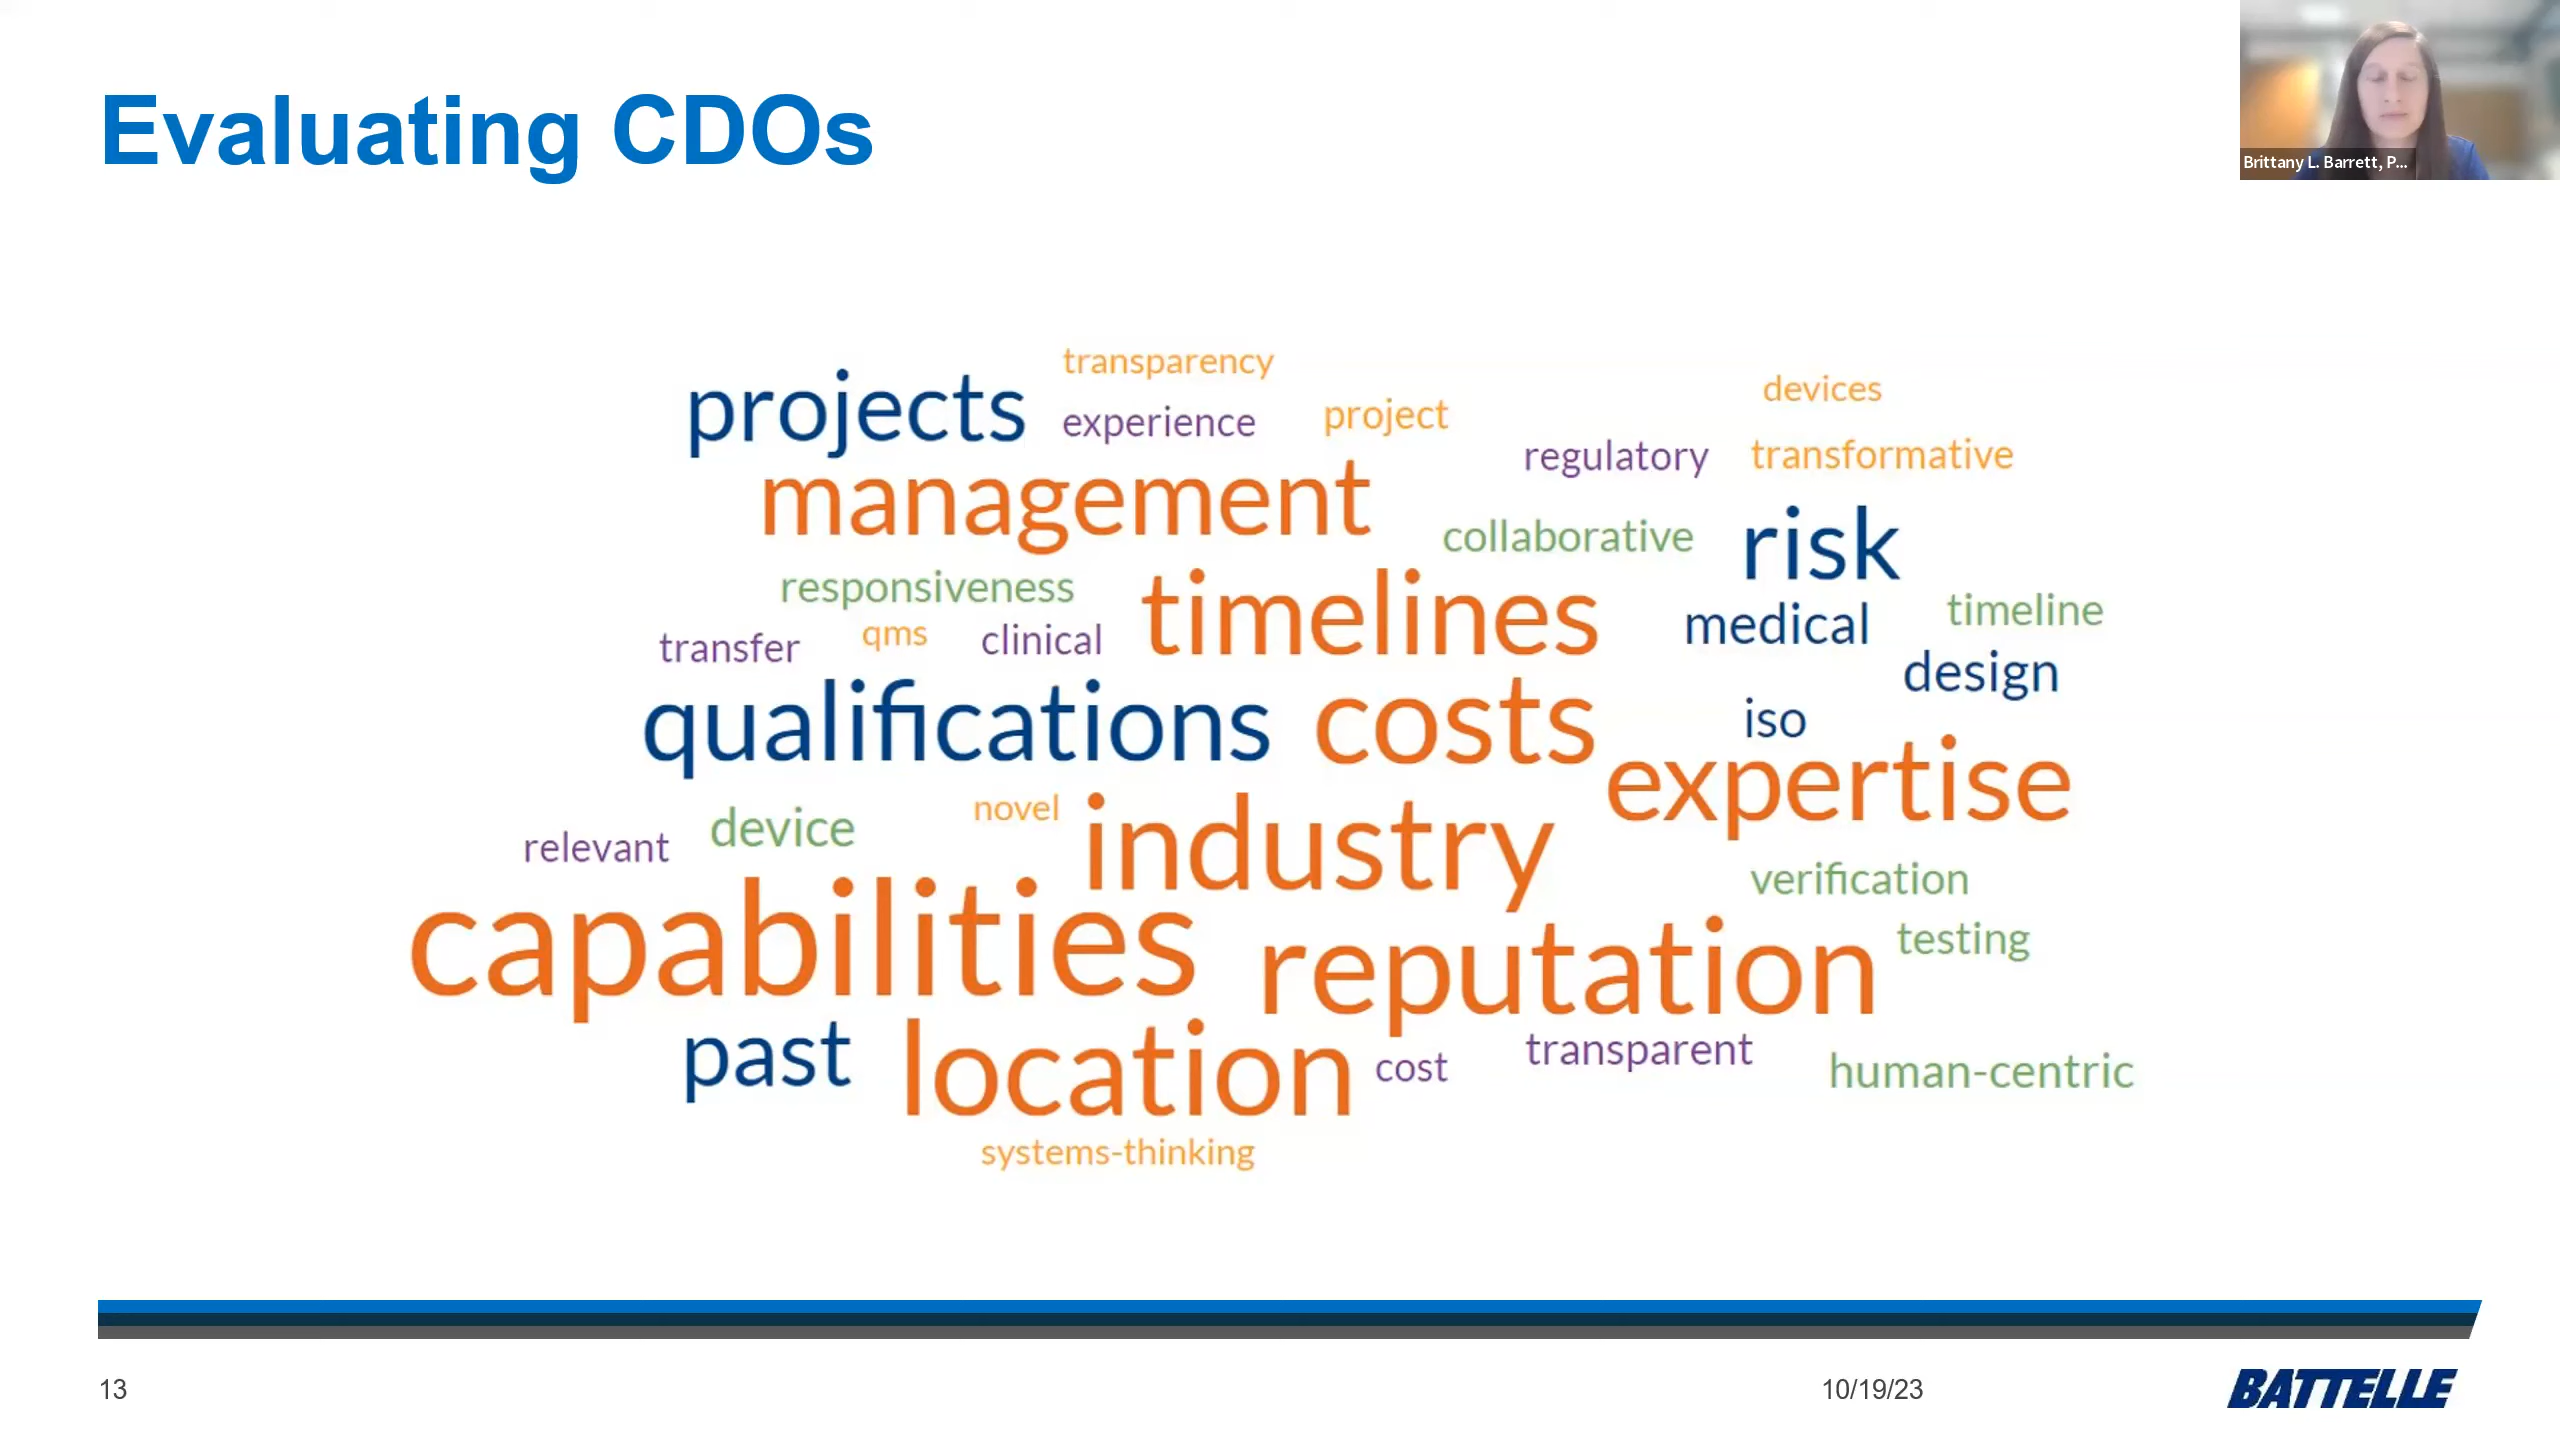 Evaluating CDOs
Brittany L. Barrett, P...
transparency
devices
projects
experience
project
regulatory
transformative
management
collaborative
risk
responsiveness
timelines
medical
timeline
transfer
qms
clinical
design
qualifications
costs
iso
expertise
relevant
device
novel
industry
verification
capabilities
reputation
testing
past
location
cost
transparent
human-centric
systems-thinking
13
10/19/23
BATTELLE